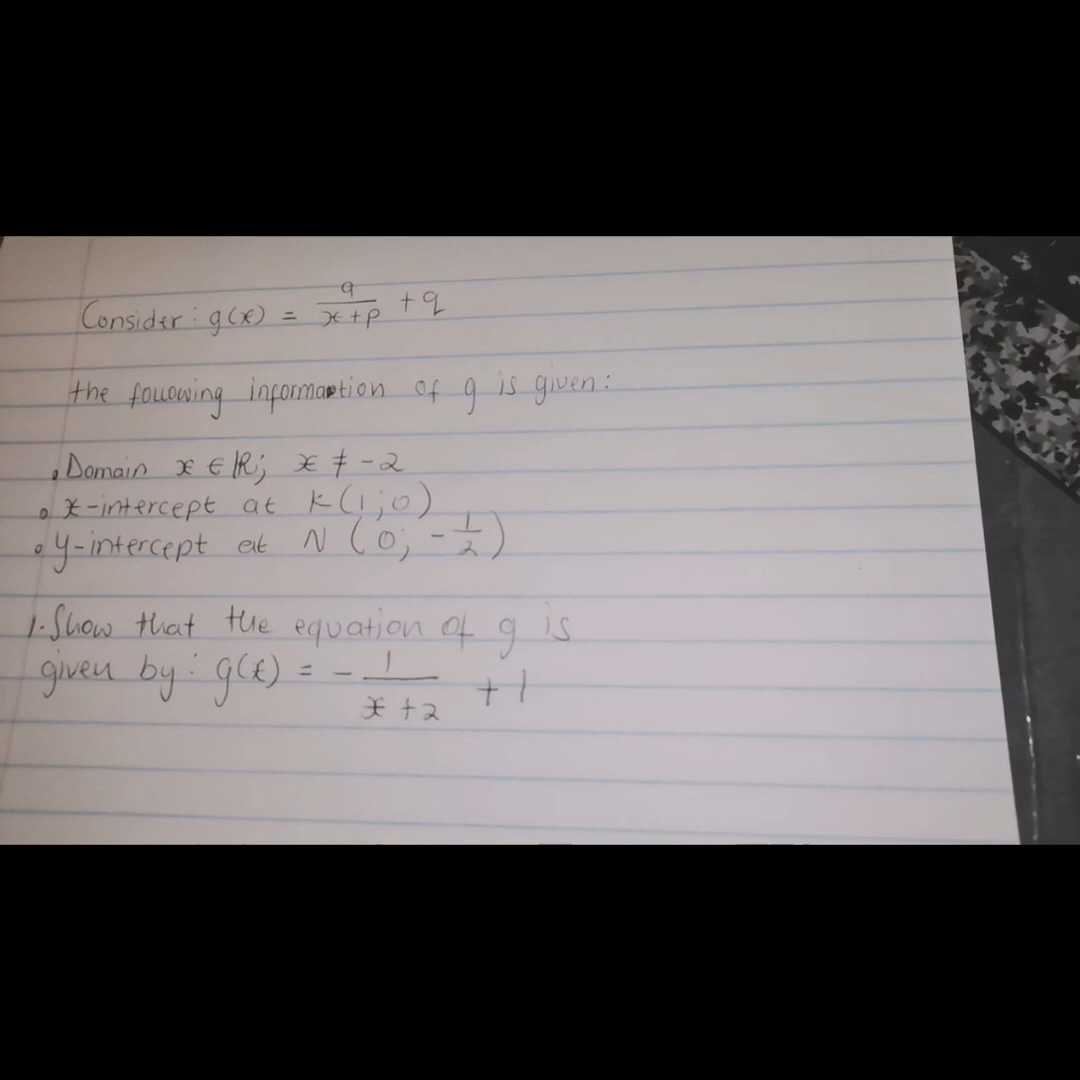 Consider: g(x) = a/(x+p) + q
the following information of g is given:
• Domain x ∈ ℝ; x ≠ -2
• x-intercept at K(1;0)
• y-intercept at N (0; -1/2)
1. Show that the equation of g is
given by: g(x) = - 1/(x+2) + 1